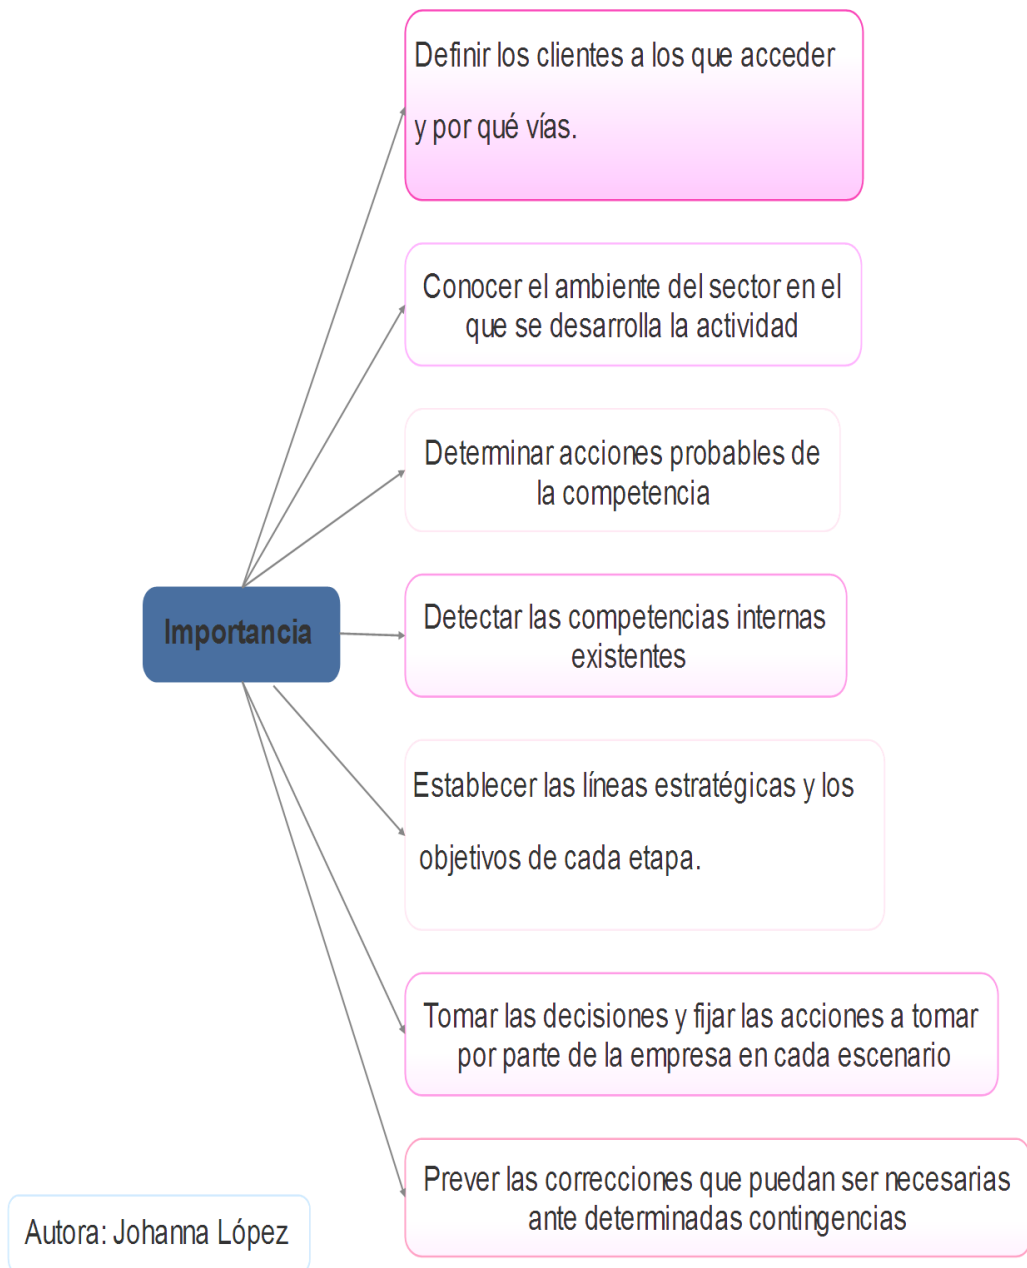 Definir los clientes a los que acceder
y por qué vías.
Conocer el ambiente del sector en el
que se desarrolla la actividad
Determinar acciones probables de
la competencia
Importancia
Detectar las competencias internas
existentes
Establecer las líneas estratégicas y los
objetivos de cada etapa.
Tomar las decisiones y fijar las acciones a tomar
por parte de la empresa en cada escenario
Prever las correcciones que puedan ser necesarias
ante determinadas contingencias
Autora: Johanna López